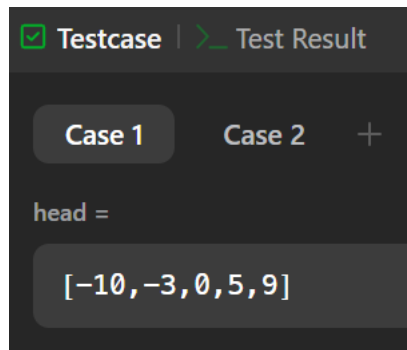 Testcase | >_ Test Result
Case 1 Case 2 +
head =
[-10,-3,0,5,9]